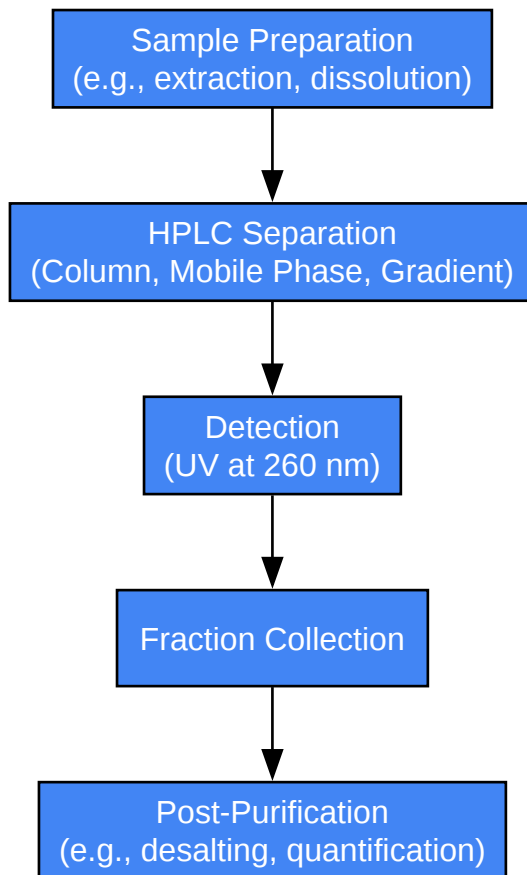 Sample Preparation
(e.g., extraction, dissolution)
HPLC Separation
(Column, Mobile Phase, Gradient)
Detection
(UV at 260 nm)
Fraction Collection
Post-Purification
(e.g., desalting, quantification)